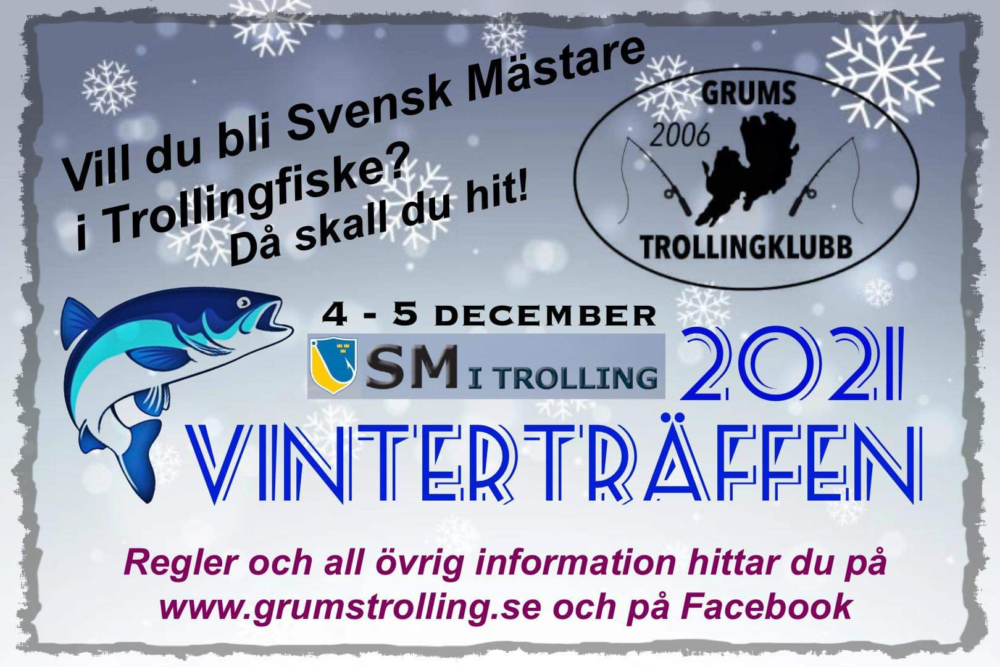 Vill du bli Svensk Mästare
i Trollingfiske?
Då skall du hit!
GRUMS
2006
TROLLINGKLUBB
4 - 5 DECEMBER
SM I TROLLING
2021
VINTERTRÄFFEN
Regler och all övrig information hittar du på
www.grumstrolling.se och på Facebook